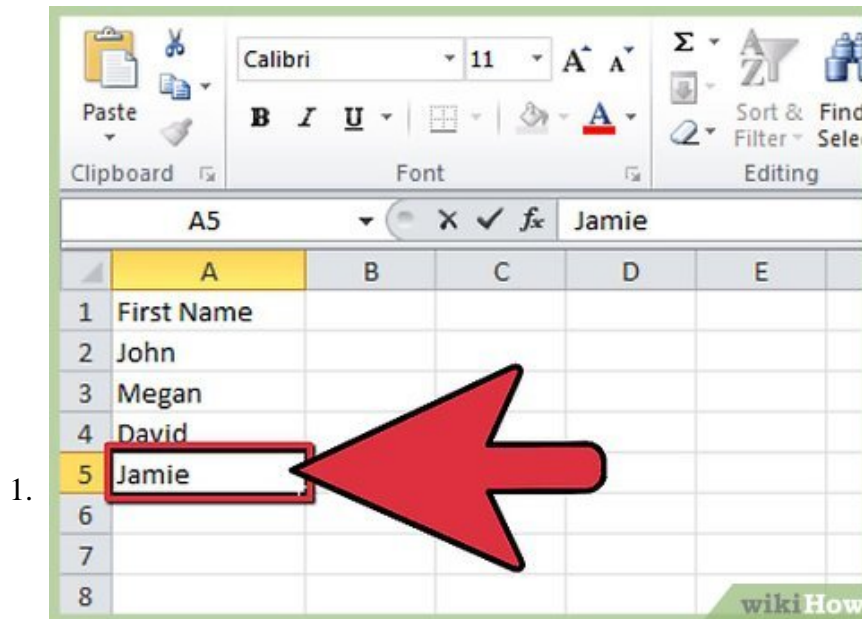 Calibri 11 A A Σ A Z
Paste B I U A Sort & Find
Filter Selec
Clipboard Font Editing
A5 fx Jamie
A B C D E
1 First Name
2 John
3 Megan
4 David
1. 5 Jamie
6
7
8
wikiHow